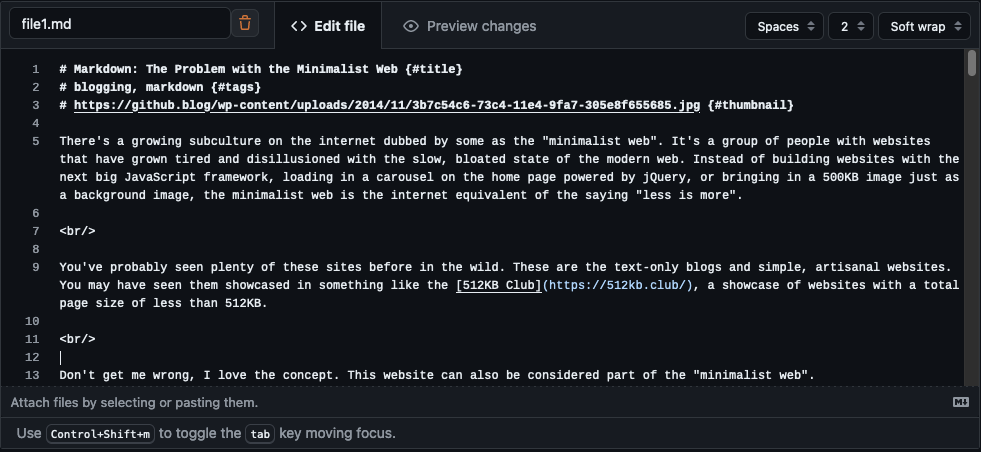 file1.md
Edit file
Preview changes
Spaces
2
Soft wrap
1 # Markdown: The Problem with the Minimalist Web {#title}
2 # blogging, markdown {#tags}
3 # https://github.blog/wp-content/uploads/2014/11/3b7c54c6-73c4-11e4-9fa7-305e8f655685.jpg {#thumbnail}
4
5 There's a growing subculture on the internet dubbed by some as the "minimalist web". It's a group of people with websites
that have grown tired and disillusioned with the slow, bloated state of the modern web. Instead of building websites with the
next big JavaScript framework, loading in a carousel on the home page powered by jQuery, or bringing in a 500KB image just as
a background image, the minimalist web is the internet equivalent of the saying "less is more".
6
7 <br/>
8
9 You've probably seen plenty of these sites before in the wild. These are the text-only blogs and simple, artisanal websites.
You may have seen them showcased in something like the [512KB Club](https://512kb.club/), a showcase of websites with a total
page size of less than 512KB.
10
11 <br/>
12
13 Don't get me wrong, I love the concept. This website can also be considered part of the "minimalist web".
Attach files by selecting or pasting them.
Use Control+Shift+m to toggle the tab key moving focus.